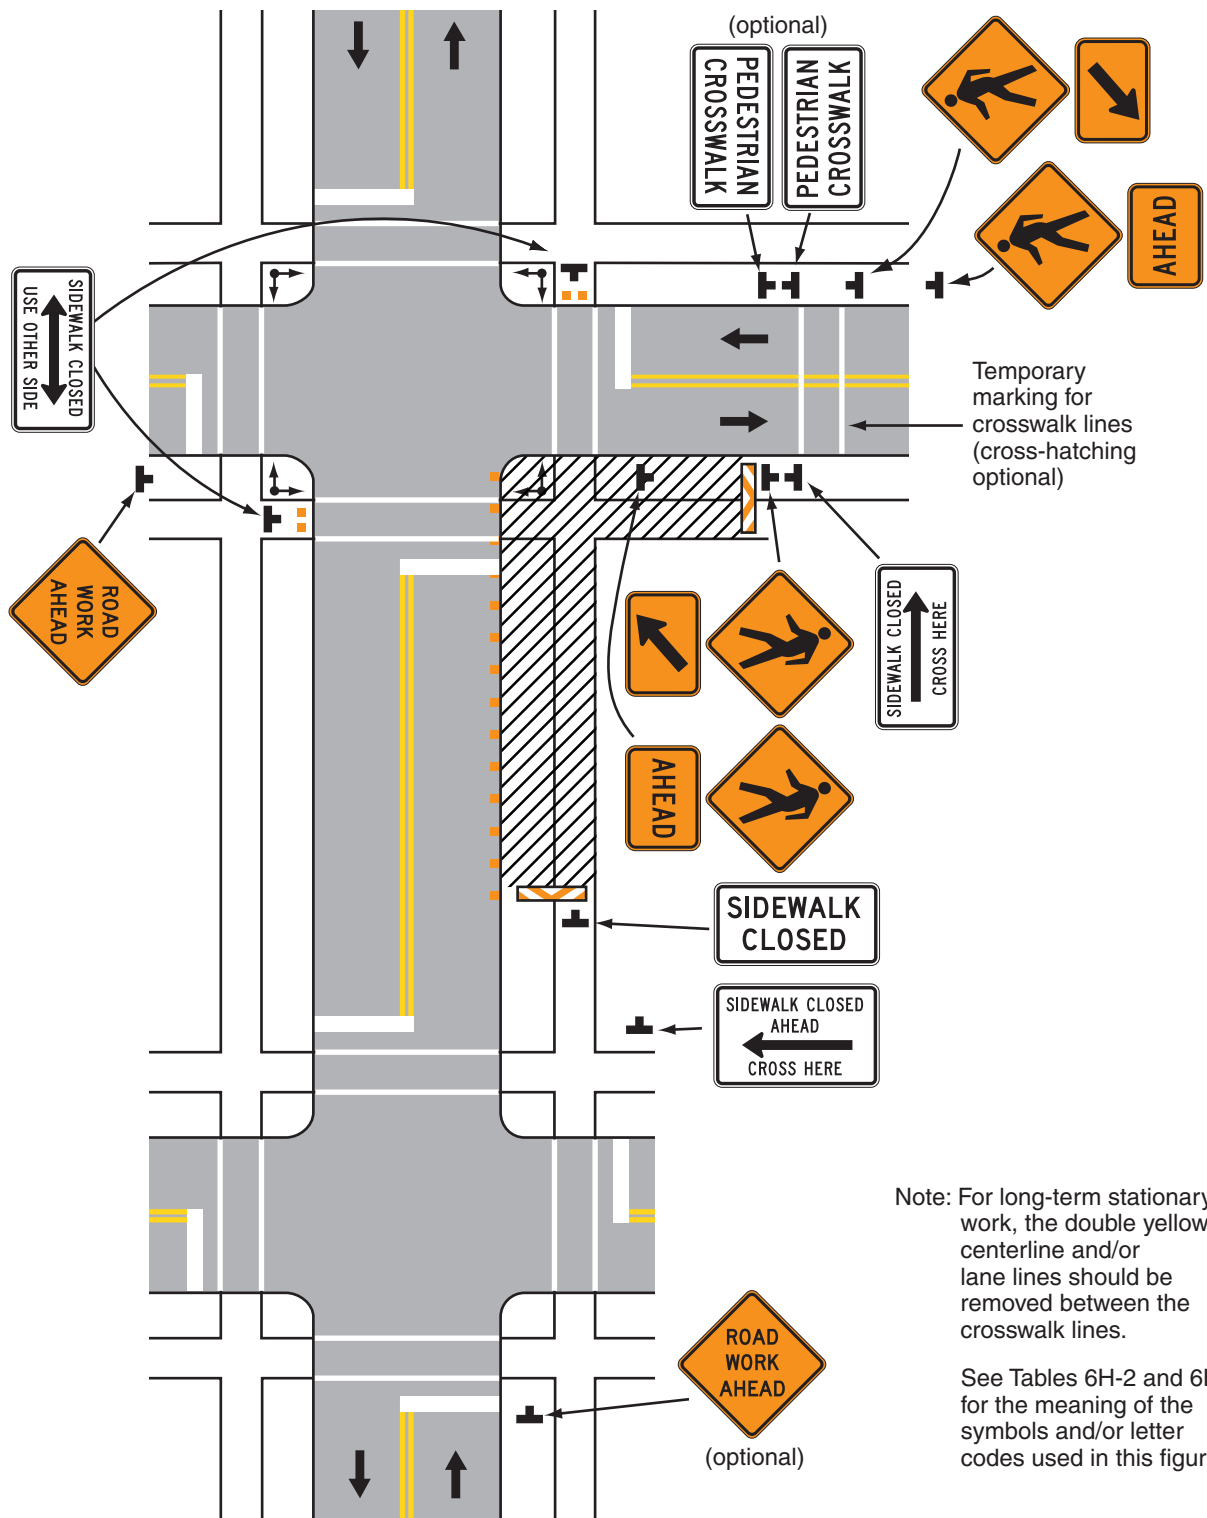 (optional)
PEDESTRIAN
CROSSWALK
PEDESTRIAN
CROSSWALK
AHEAD
SIDEWALK CLOSED
USE OTHER SIDE
Temporary
marking for
crosswalk lines
(cross-hatching
optional)
ROAD
WORK
AHEAD
SIDEWALK CLOSED
CROSS HERE
AHEAD
SIDEWALK
CLOSED
SIDEWALK CLOSED
AHEAD
CROSS HERE
Note: For long-term stationary
work, the double yellow
centerline and/or
lane lines should be
removed between the
crosswalk lines.
See Tables 6H-2 and
for the meaning of the
symbols and/or letter
codes used in this
ROAD
WORK
AHEAD
(optional)